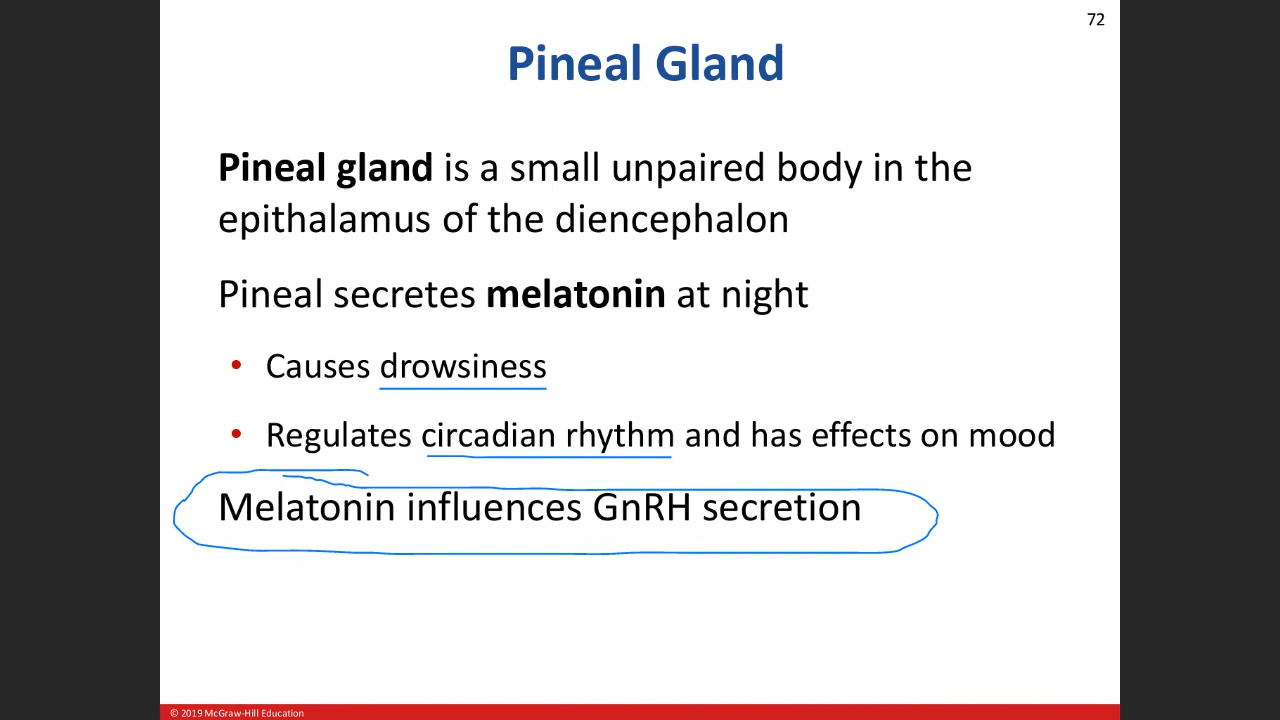 72
Pineal Gland
Pineal gland is a small unpaired body in the
epithalamus of the diencephalon
Pineal secretes melatonin at night
• Causes drowsiness
• Regulates circadian rhythm and has effects on mood
Melatonin influences GnRH secretion
© 2019 McGraw-Hill Education